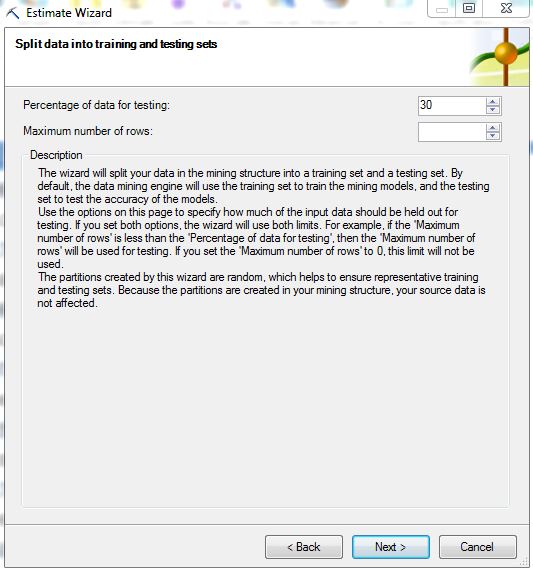 Estimate Wizard
Split data into training and testing sets
Percentage of data for testing:
30
Maximum number of rows:
Description
The wizard will split your data in the mining structure into a training set and a testing set. By
default, the data mining engine will use the training set to train the mining models, and the testing
set to test the accuracy of the models.
Use the options on this page to specify how much of the input data should be held out for
testing. If you set both options, the wizard will use both limits. For example, if the 'Maximum
number of rows' is less than the 'Percentage of data for testing', then the 'Maximum number of
rows' will be used for testing. If you set the 'Maximum number of rows' to 0, this limit will not be
used.
The partitions created by this wizard are random, which helps to ensure representative training
and testing sets. Because the partitions are created in your mining structure, your source data is
not affected.
< Back
Next >
Cancel